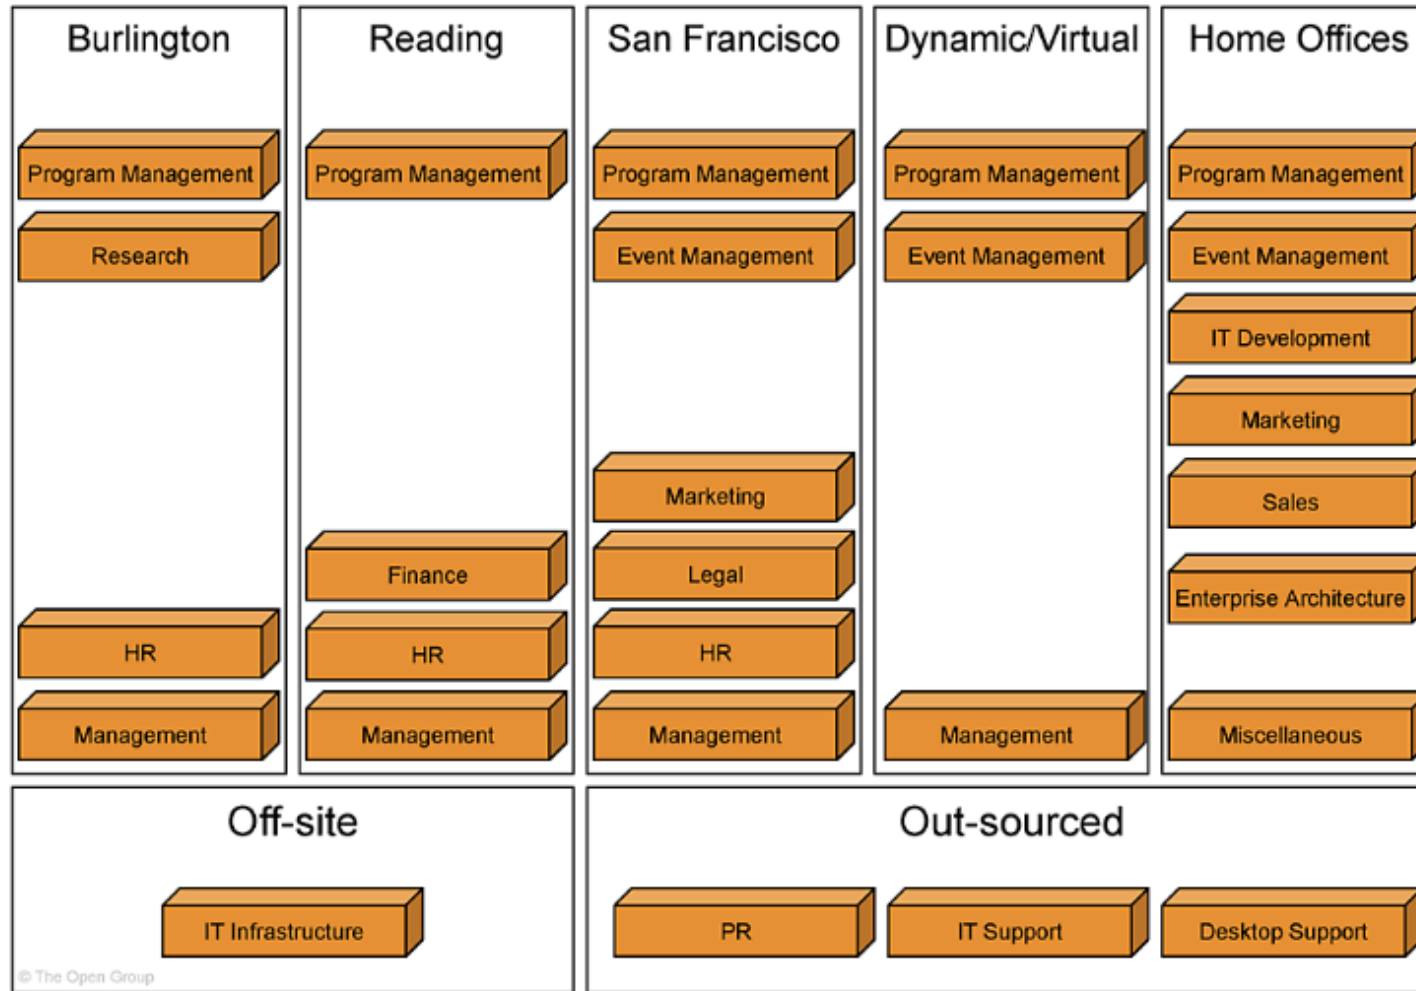 Burlington
Program Management
Research
HR
Management
Reading
Program Management
Finance
HR
Management
San Francisco
Program Management
Event Management
Marketing
Legal
HR
Management
Dynamic/Virtual
Program Management
Event Management
Management
Home Offices
Program Management
Event Management
IT Development
Marketing
Sales
Enterprise Architecture
Miscellaneous
Off-site
IT Infrastructure
Out-sourced
PR
IT Support
Desktop Support
© The Open Group